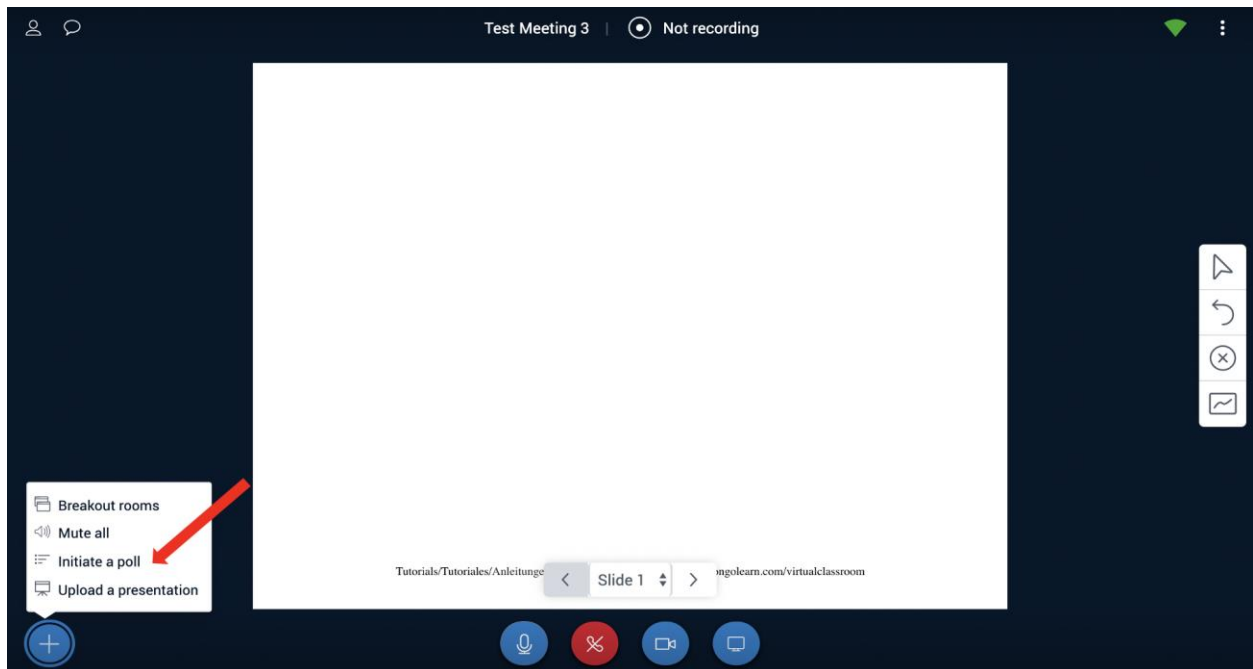 Test Meeting 3 | Not recording
Breakout rooms
Mute all
Initiate a poll
Upload a presentation
Tutorials/Tutoriales/Anleitunge
Slide 1
ngolearn.com/virtualclassroom